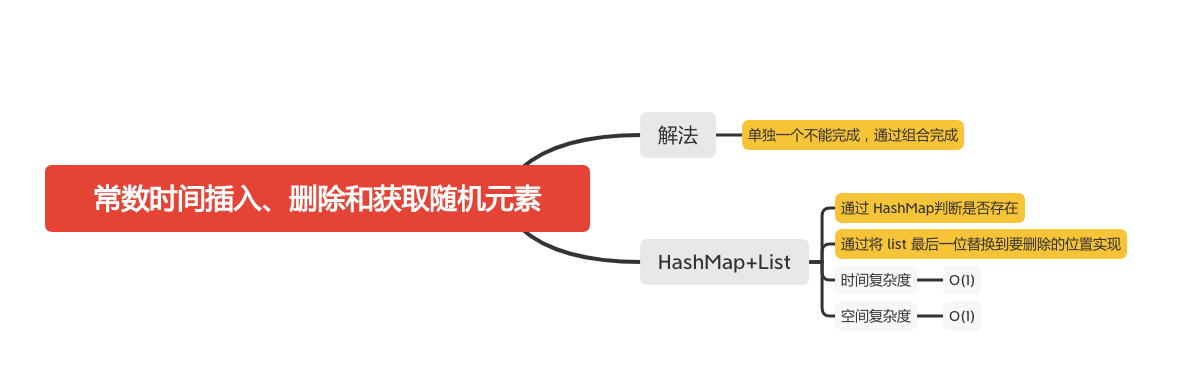 常数时间插入、删除和获取随机元素
解法
单独一个不能完成，通过组合完成
HashMap+List
通过 HashMap判断是否存在
通过将 list 最后一位替换到要删除的位置实现
时间复杂度
O(1)
空间复杂度
O(1)